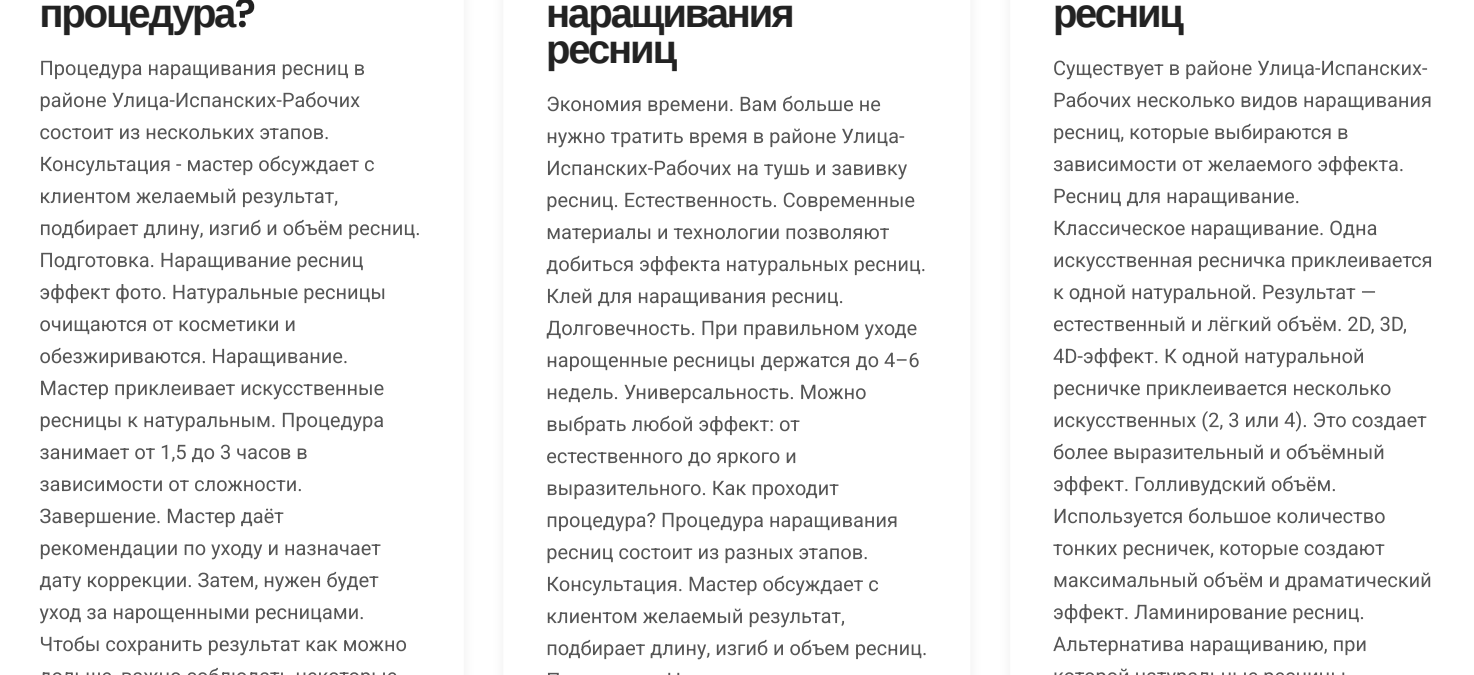 процедура?
Процедура наращивания ресниц в
районе Улица-Испанских-Рабочих
состоит из нескольких этапов.
Консультация - мастер обсуждает с
клиентом желаемый результат,
подбирает длину, изгиб и объём ресниц.
Подготовка. Наращивание ресниц
эффект фото. Натуральные ресницы
очищаются от косметики и
обезжириваются. Наращивание.
Мастер приклеивает искусственные
ресницы к натуральным. Процедура
занимает от 1,5 до 3 часов в
зависимости от сложности.
Завершение. Мастер даёт
рекомендации по уходу и назначает
дату коррекции. Затем, нужен будет
уход за нарощенными ресницами.
Чтобы сохранить результат как можно
дольше, важно соблюдать некоторые
наращивания
ресниц
Экономия времени. Вам больше не
нужно тратить время в районе Улица-
Испанских-Рабочих на тушь и завивку
ресниц. Естественность. Современные
материалы и технологии позволяют
добиться эффекта натуральных ресниц.
Клей для наращивания ресниц.
Долговечность. При правильном уходе
нарощенные ресницы держатся до 4–6
недель. Универсальность. Можно
выбрать любой эффект: от
естественного до яркого и
выразительного. Как проходит
процедура? Процедура наращивания
ресниц состоит из разных этапов.
Консультация. Мастер обсуждает с
клиентом желаемый результат,
подбирает длину, изгиб и объем ресниц.
ресниц
Существует в районе Улица-Испанских-
Рабочих несколько видов наращивания
ресниц, которые выбираются в
зависимости от желаемого эффекта.
Ресниц для наращивание.
Классическое наращивание. Одна
искусственная ресничка приклеивается
к одной натуральной. Результат —
естественный и лёгкий объём. 2D, 3D,
4D-эффект. К одной натуральной
ресничке приклеивается несколько
искусственных (2, 3 или 4). Это создает
более выразительный и объёмный
эффект. Голливудский объём.
Используется большое количество
тонких ресничек, которые создают
максимальный объём и драматический
эффект. Ламинирование ресниц.
Альтернатива наращиванию, при
которой натуральные ресницы